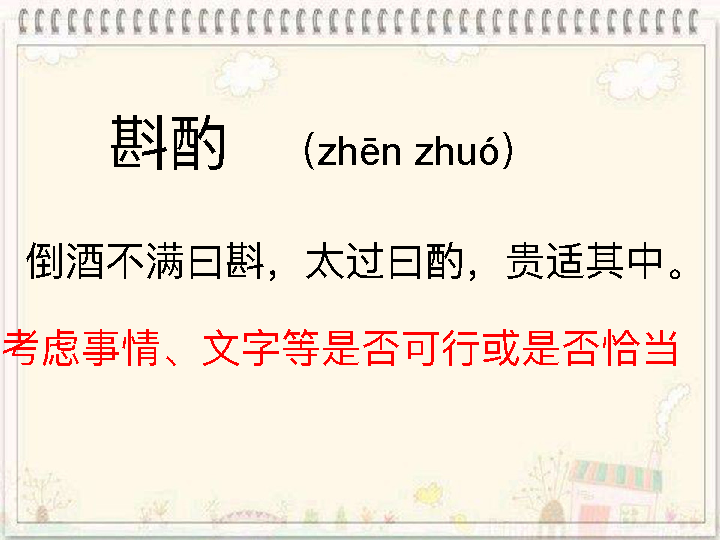 斟酌 （zhēn zhuó）
倒酒不满曰斟，太过曰酌，贵适其中。
考虑事情、文字等是否可行或是否恰当